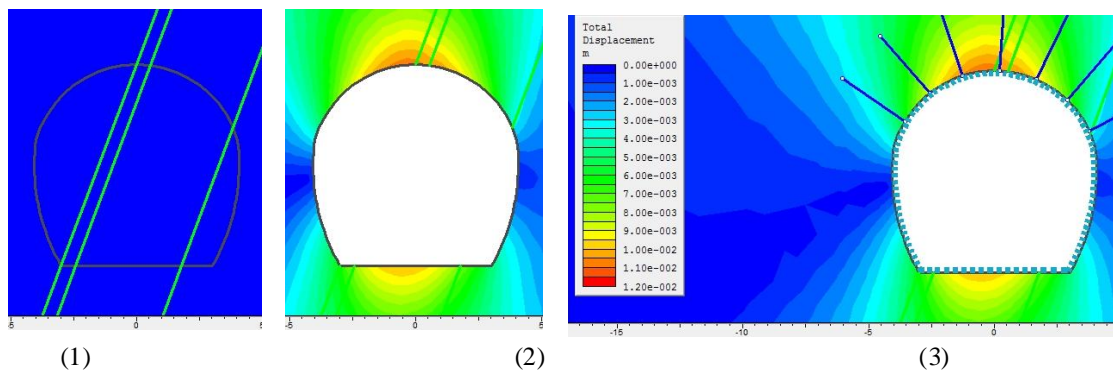 Total
Displacement
m
0.00e+000
1.00e-003
2.00e-003
3.00e-003
4.00e-003
5.00e-003
6.00e-003
7.00e-003
8.00e-003
9.00e-003
1.00e-002
1.10e-002
1.20e-002
-5 0 5
-5 0 5
-15 -10 -5 0
(1) (2) (3)